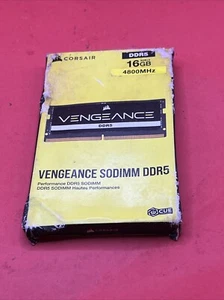 CORSAIR
DDR5
16GB
4800MHz
VENGEANCE
DDR5
VENGEANCE SODIMM DDR5
Performance DDR5 SODIMM
DDR5 SODIMM Hautes Performances
iCUE